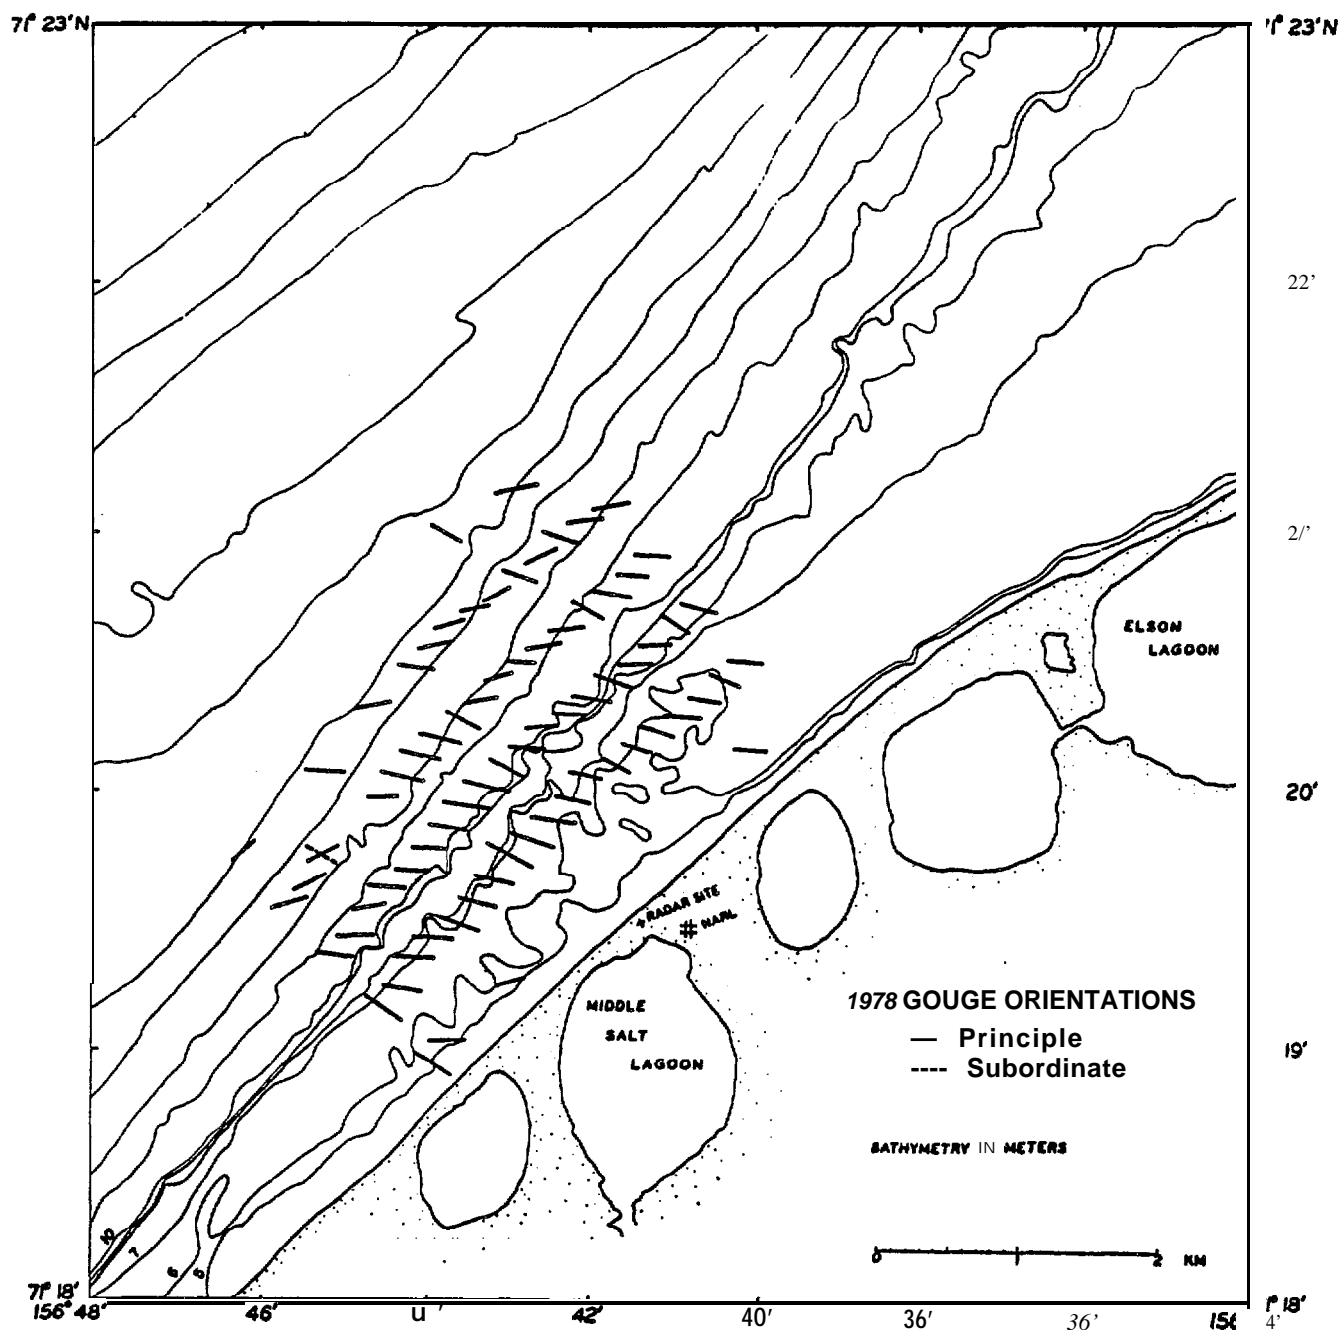 71° 23' N
/1° 23' N
22'
2/'
ELSON
LAGOON
20'
+ RADAR SITE
# NARL
MIDDLE
SALT
LAGOON
1978 GOUGE ORIENTATIONS
— Principle
---- Subordinate
19'
BATHYMETRY IN METERS
10
7
6
0 2 KM
71° 18'
1° 18'
156° 48' 46' 42' 40' 36' 36' 156 4'